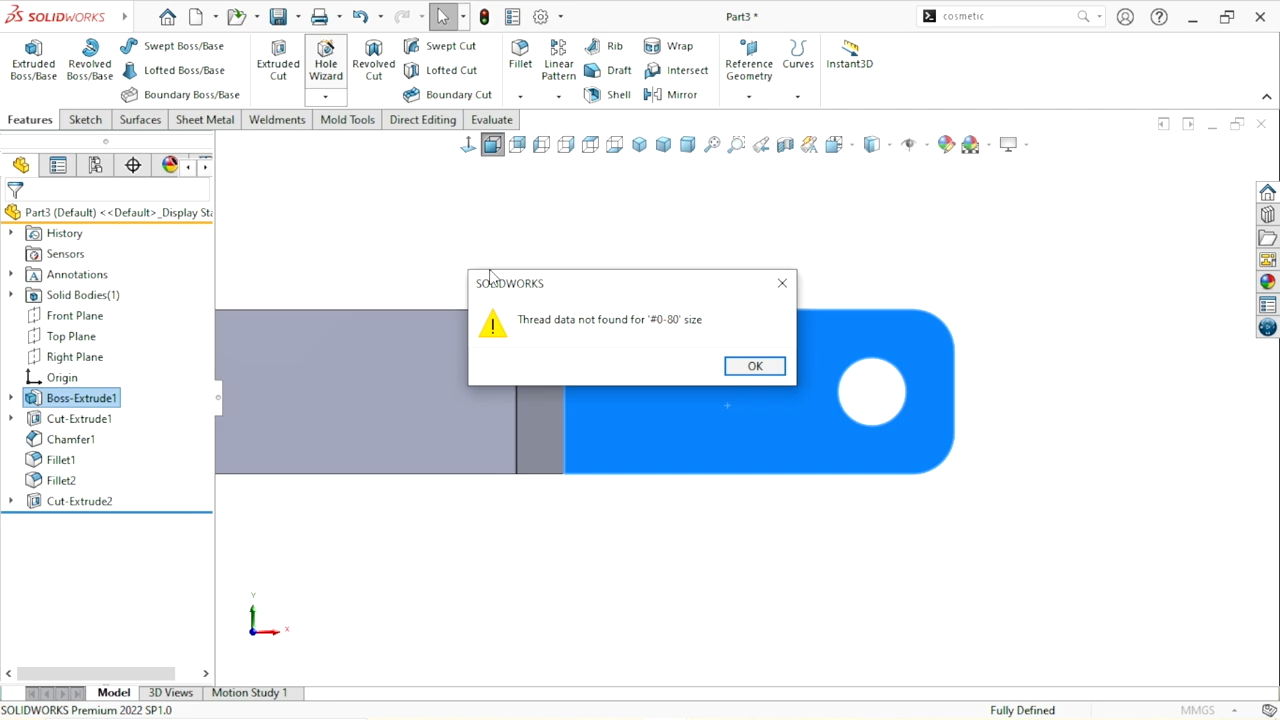 SOLIDWORKS
Part3 *
cosmetic
Extruded Boss/Base
Revolved Boss/Base
Swept Boss/Base
Lofted Boss/Base
Boundary Boss/Base
Extruded Cut
Hole Wizard
Revolved Cut
Swept Cut
Lofted Cut
Boundary Cut
Fillet
Linear Pattern
Rib
Draft
Shell
Wrap
Intersect
Mirror
Reference Geometry
Curves
Instant3D
Features
Sketch
Surfaces
Sheet Metal
Weldments
Mold Tools
Direct Editing
Evaluate
Part3 (Default) <<Default>_Display Sta
History
Sensors
Annotations
Solid Bodies(1)
Front Plane
Top Plane
Right Plane
Origin
Boss-Extrude1
Cut-Extrude1
Chamfer1
Fillet1
Fillet2
Cut-Extrude2
SOLIDWORKS
Thread data not found for '#0-80' size
OK
Y
X
Model
3D Views
Motion Study 1
SOLIDWORKS Premium 2022 SP1.0
Fully Defined
MMGS